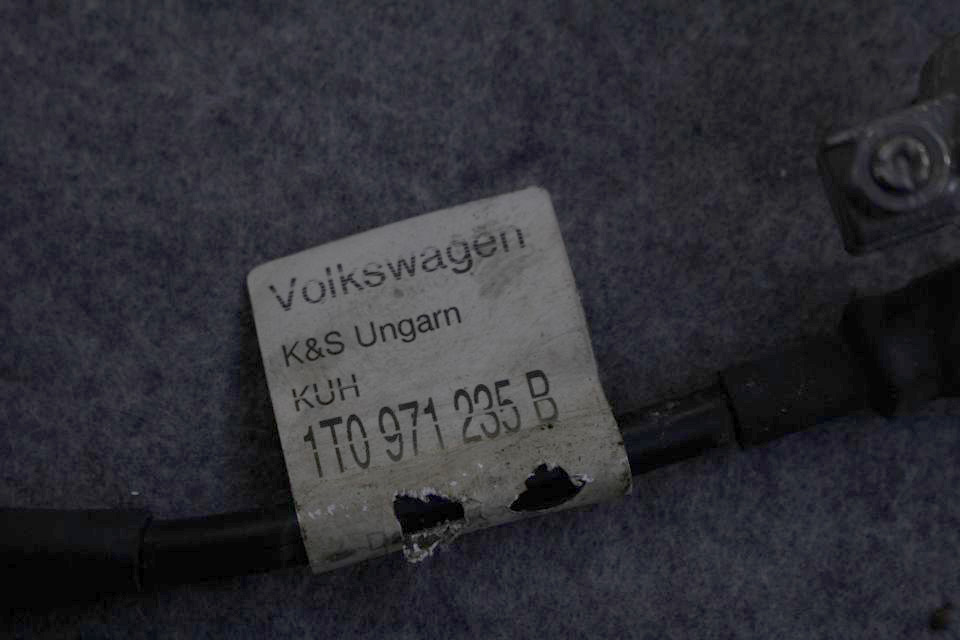 Volkswagen
K&S Ungarn
KUH
1T0 971 235 B